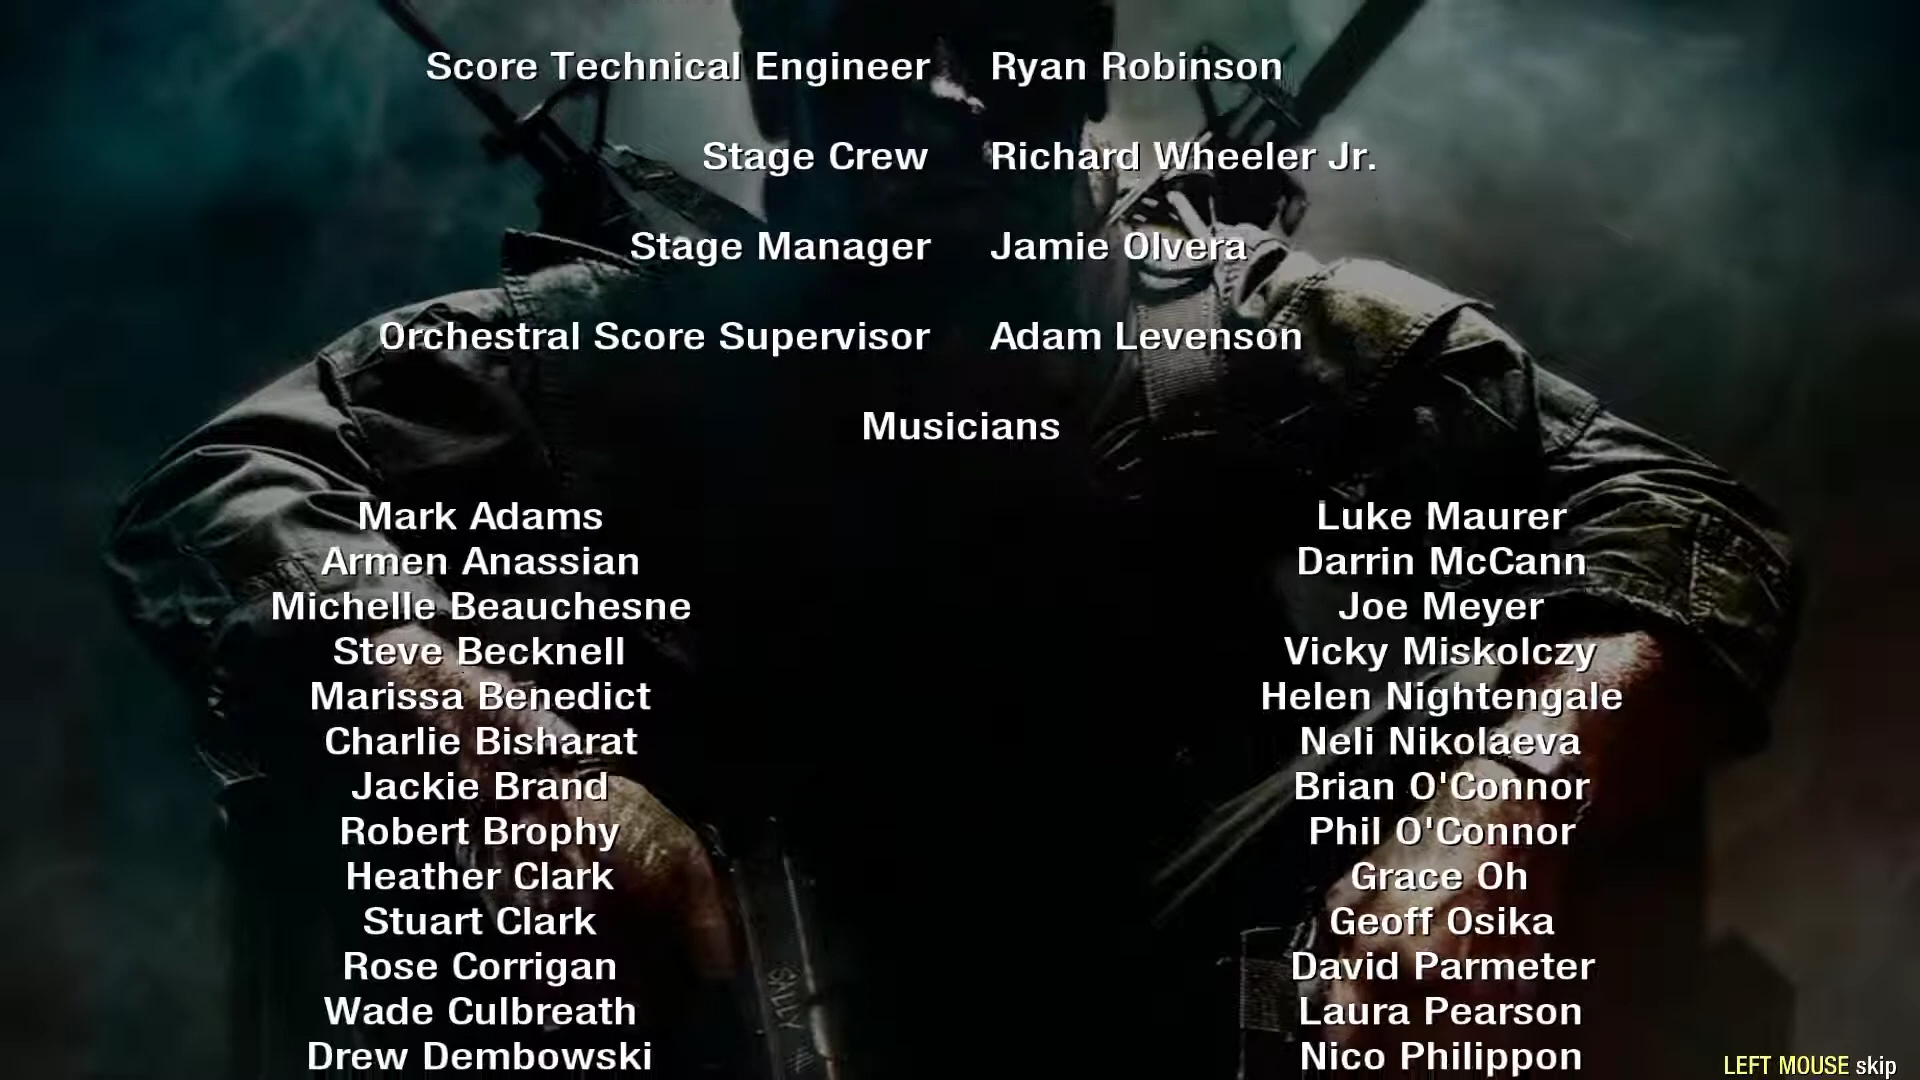 Score Technical Engineer Ryan Robinson
Stage Crew Richard Wheeler Jr.
Stage Manager Jamie Olvera
Orchestral Score Supervisor Adam Levenson
Musicians
Mark Adams
Armen Anassian
Michelle Beauchesne
Steve Becknell
Marissa Benedict
Charlie Bisharat
Jackie Brand
Robert Brophy
Heather Clark
Stuart Clark
Rose Corrigan
Wade Culbreath
Drew Dembowski
Luke Maurer
Darrin McCann
Joe Meyer
Vicky Miskolczy
Helen Nightengale
Neli Nikolaeva
Brian O'Connor
Phil O'Connor
Grace Oh
Geoff Osika
David Parmeter
Laura Pearson
Nico Philippon
SALLY
LEFT MOUSE skip